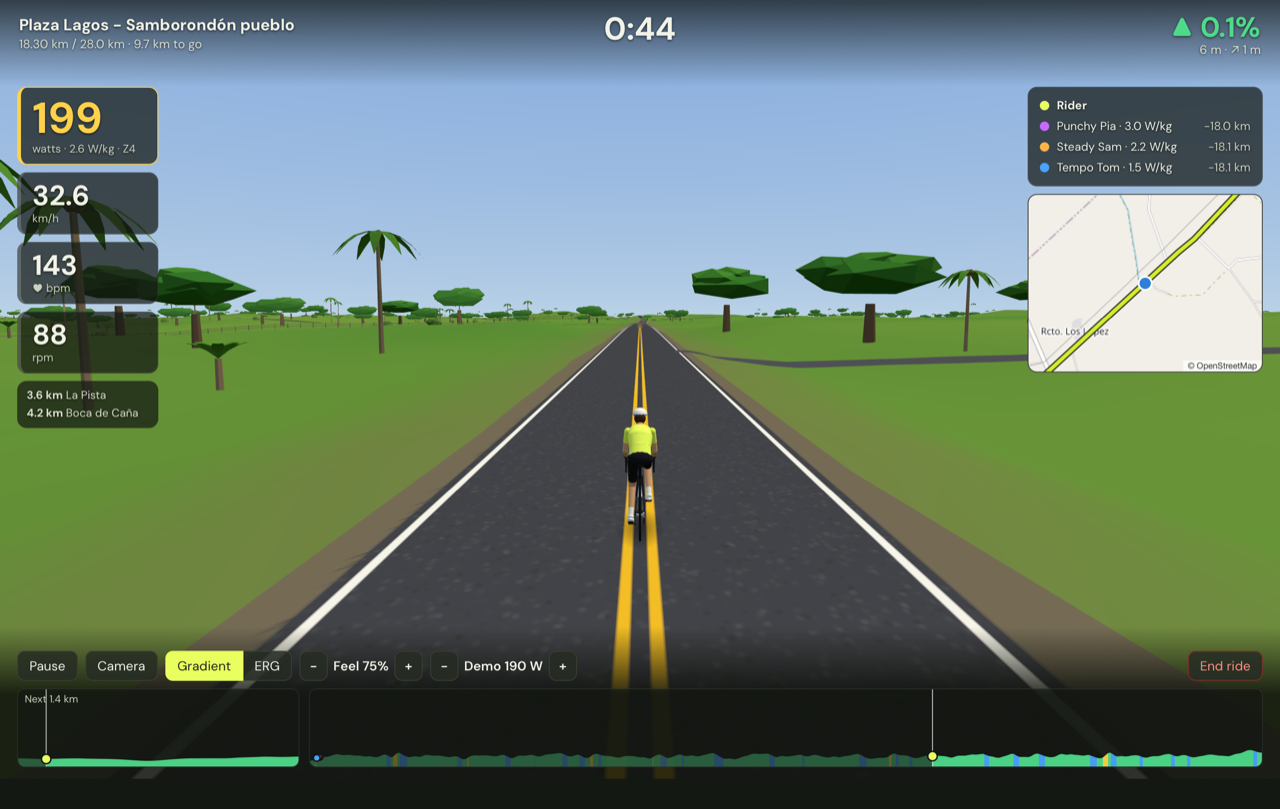 Plaza Lagos - Samborondón pueblo
18.30 km / 28.0 km · 9.7 km to go
0:44
▲ 0.1%
6 m · ↗ 1 m
199
watts · 2.6 W/kg · Z4
32.6
km/h
143
♥ bpm
88
rpm
3.6 km La Pista
4.2 km Boca de Caña
Rider
Punchy Pia · 3.0 W/kg -18.0 km
Steady Sam · 2.2 W/kg -18.1 km
Tempo Tom · 1.5 W/kg -18.1 km
Rcto. Los López
© OpenStreetMap
Pause Camera Gradient ERG - Feel 75% + - Demo 190 W + End ride
Next 1.4 km